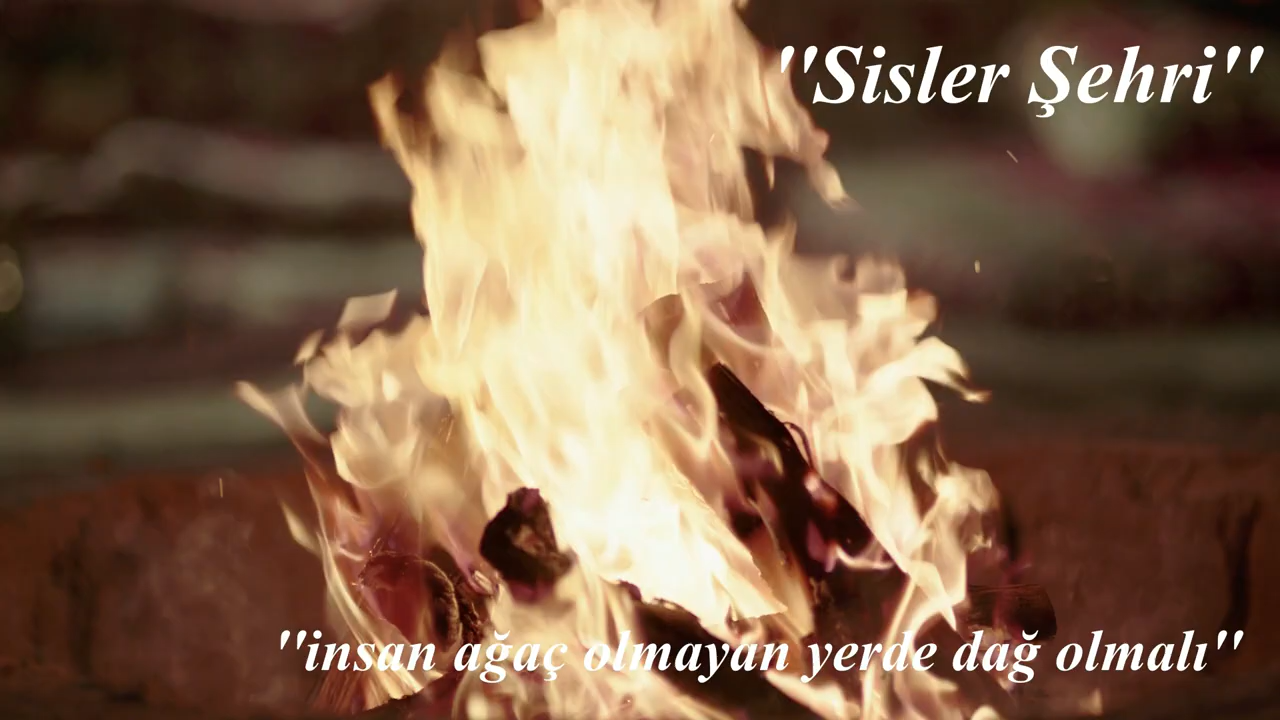 "Sisler Şehri"
"insan ağaç olmayan yerde dağ olmalı"